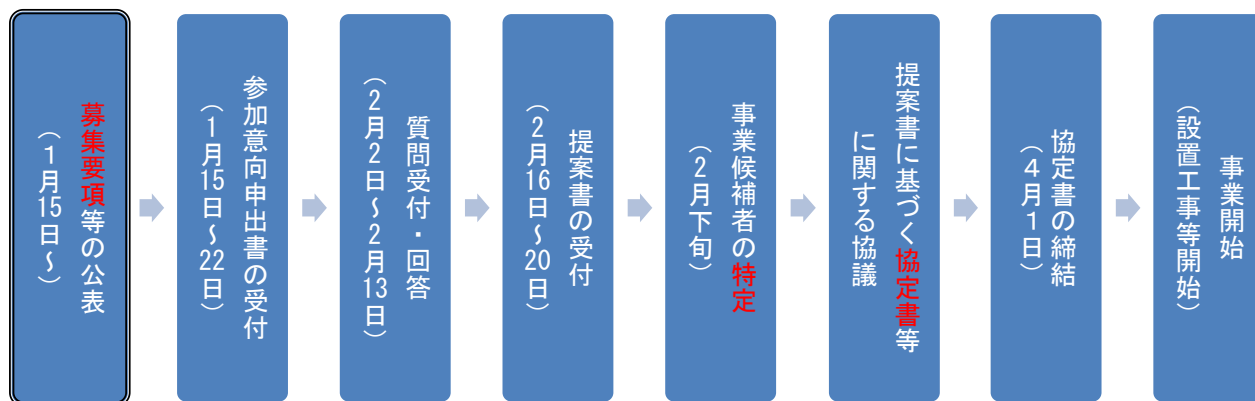 募集要項等の公表
（１月15日～）
参加意向申出書の受付
（１月15日～22日）
質問受付・回答
（２月２日～２月13日）
提案書の受付
（２月16日～20日）
事業候補者の特定
（２月下旬）
提案書に基づく協定書等
に関する協議
協定書の締結
（４月１日）
事業開始
（設置工事等開始）